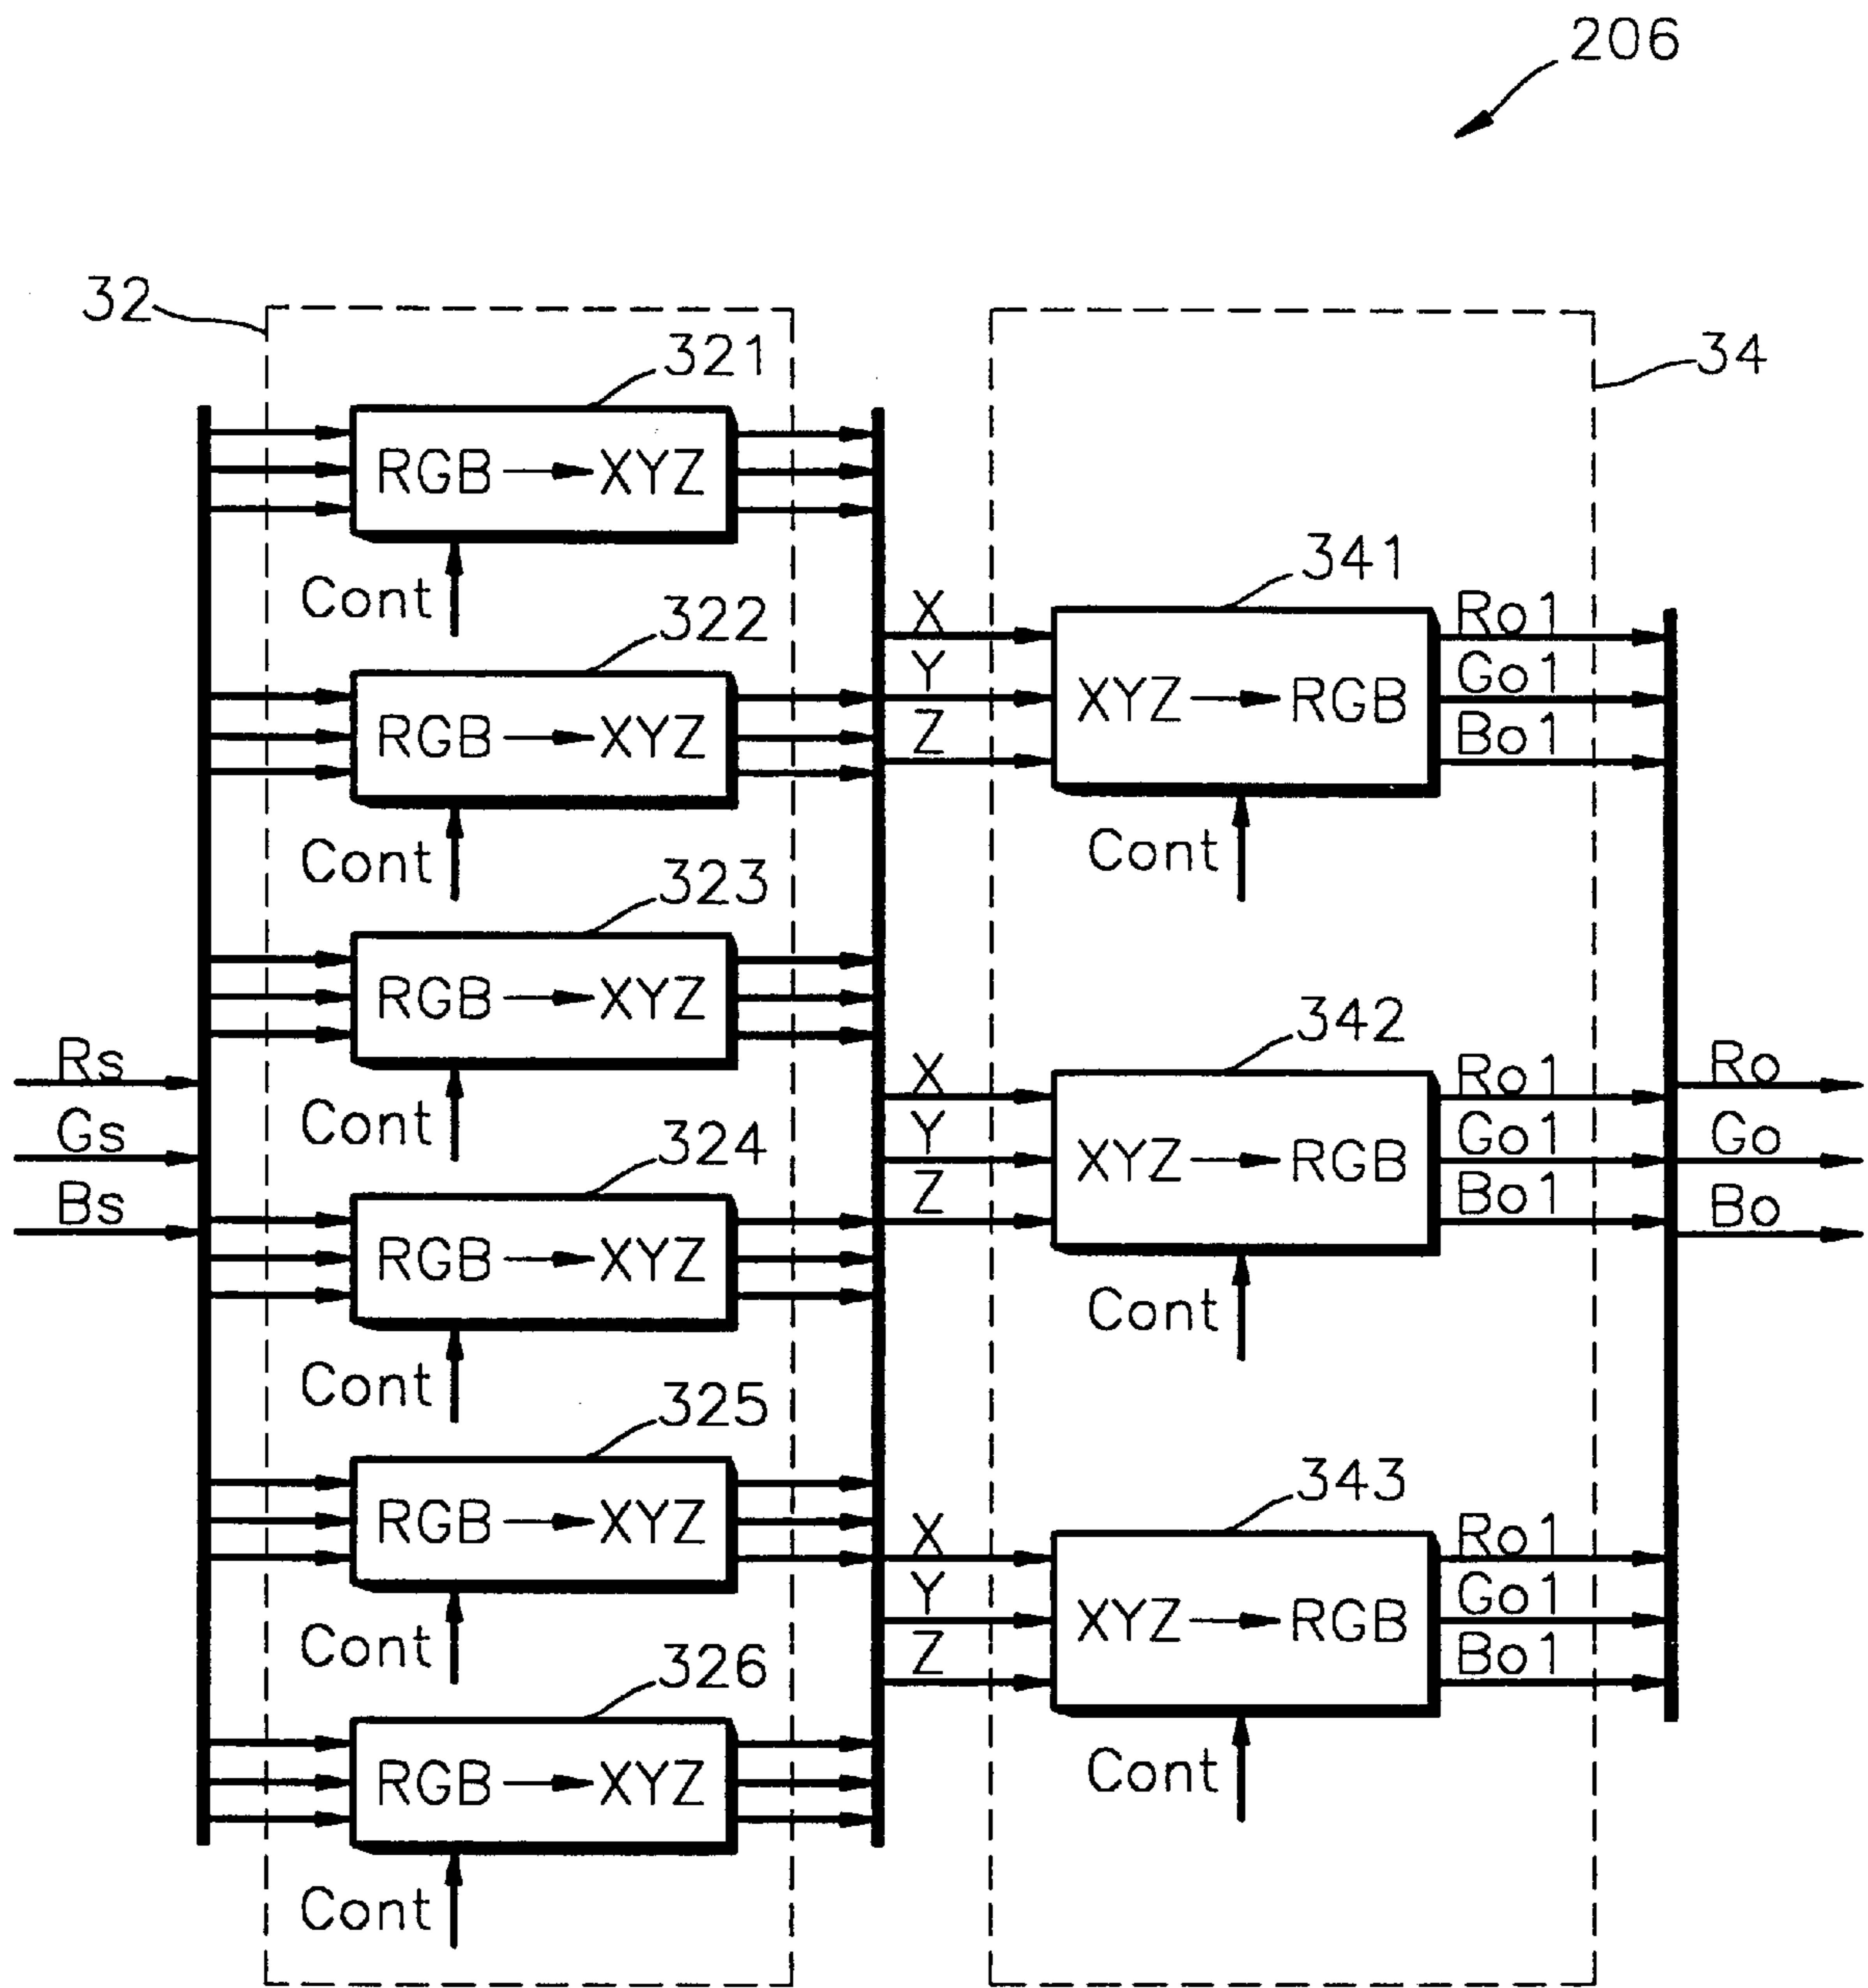 206
32
34
321
RGB → XYZ
Cont
322
RGB → XYZ
Cont
323
RGB → XYZ
Cont
324
RGB → XYZ
Cont
325
RGB → XYZ
Cont
326
RGB → XYZ
Cont
Rs
Gs
Bs
341
X
Y
Z
XYZ → RGB
Ro1
Go1
Bo1
Cont
342
X
Y
Z
XYZ → RGB
Ro1
Go1
Bo1
Cont
343
X
Y
Z
XYZ → RGB
Ro1
Go1
Bo1
Cont
Ro
Go
Bo